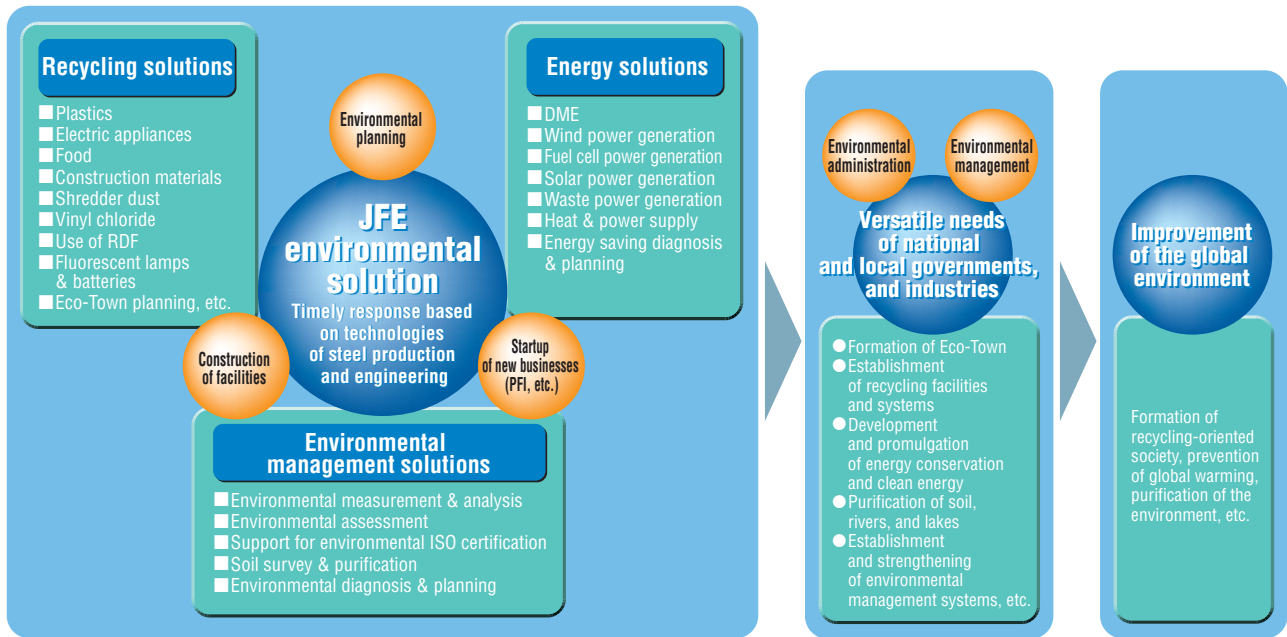 Recycling solutions
■ Plastics
■ Electric appliances
■ Food
■ Construction materials
■ Shredder dust
■ Vinyl chloride
■ Use of RDF
■ Fluorescent lamps
& batteries
■ Eco-Town planning, etc.
Environmental
planning
Energy solutions
■ DME
■ Wind power generation
■ Fuel cell power generation
■ Solar power generation
■ Waste power generation
■ Heat & power supply
■ Energy saving diagnosis
& planning
JFE
environmental
solution
Timely response based
on technologies
of steel production
and engineering
Construction
of facilities
Startup
of new businesses
(PFI, etc.)
Environmental
management solutions
■ Environmental measurement & analysis
■ Environmental assessment
■ Support for environmental ISO certification
■ Soil survey & purification
■ Environmental diagnosis & planning
Environmental
administration
Environmental
management
Versatile needs
of national
and local governments,
and industries
● Formation of Eco-Town
● Establishment
of recycling facilities
and systems
● Development
and promulgation
of energy conservation
and clean energy
● Purification of soil,
rivers, and lakes
● Establishment
and strengthening
of environmental
management systems, etc.
Improvement
of the global
environment
Formation of
recycling-oriented
society, prevention
of global warming,
purification of the
environment, etc.